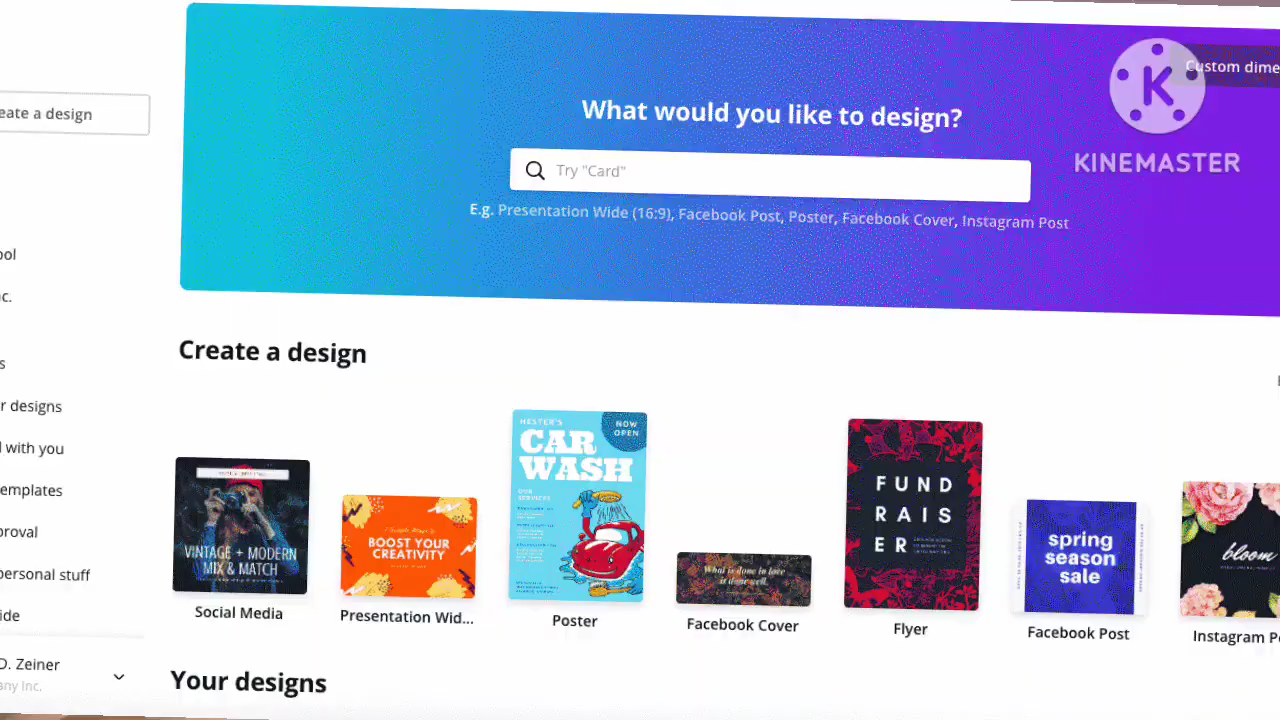 Custom dime
KINEMASTER
eate a design
What would you like to design?
Try "Card"
E.g. Presentation Wide (16:9), Facebook Post, Poster, Facebook Cover, Instagram Post
ool
c.
s
r designs
l with you
emplates
proval
personal stuff
ide
D. Zeiner
any Inc.
Create a design
VINTAGE + MODERN
MIX & MATCH
Social Media
BOOST YOUR
CREATIVITY
Presentation Wid...
HESTER'S
NOW
OPEN
CAR
WASH
OUR
SERVICES
Poster
What is done in love
is done well.
Facebook Cover
FUND
RAIS
ER
Flyer
spring
season
sale
Facebook Post
bloom
Instagram Po
Your designs